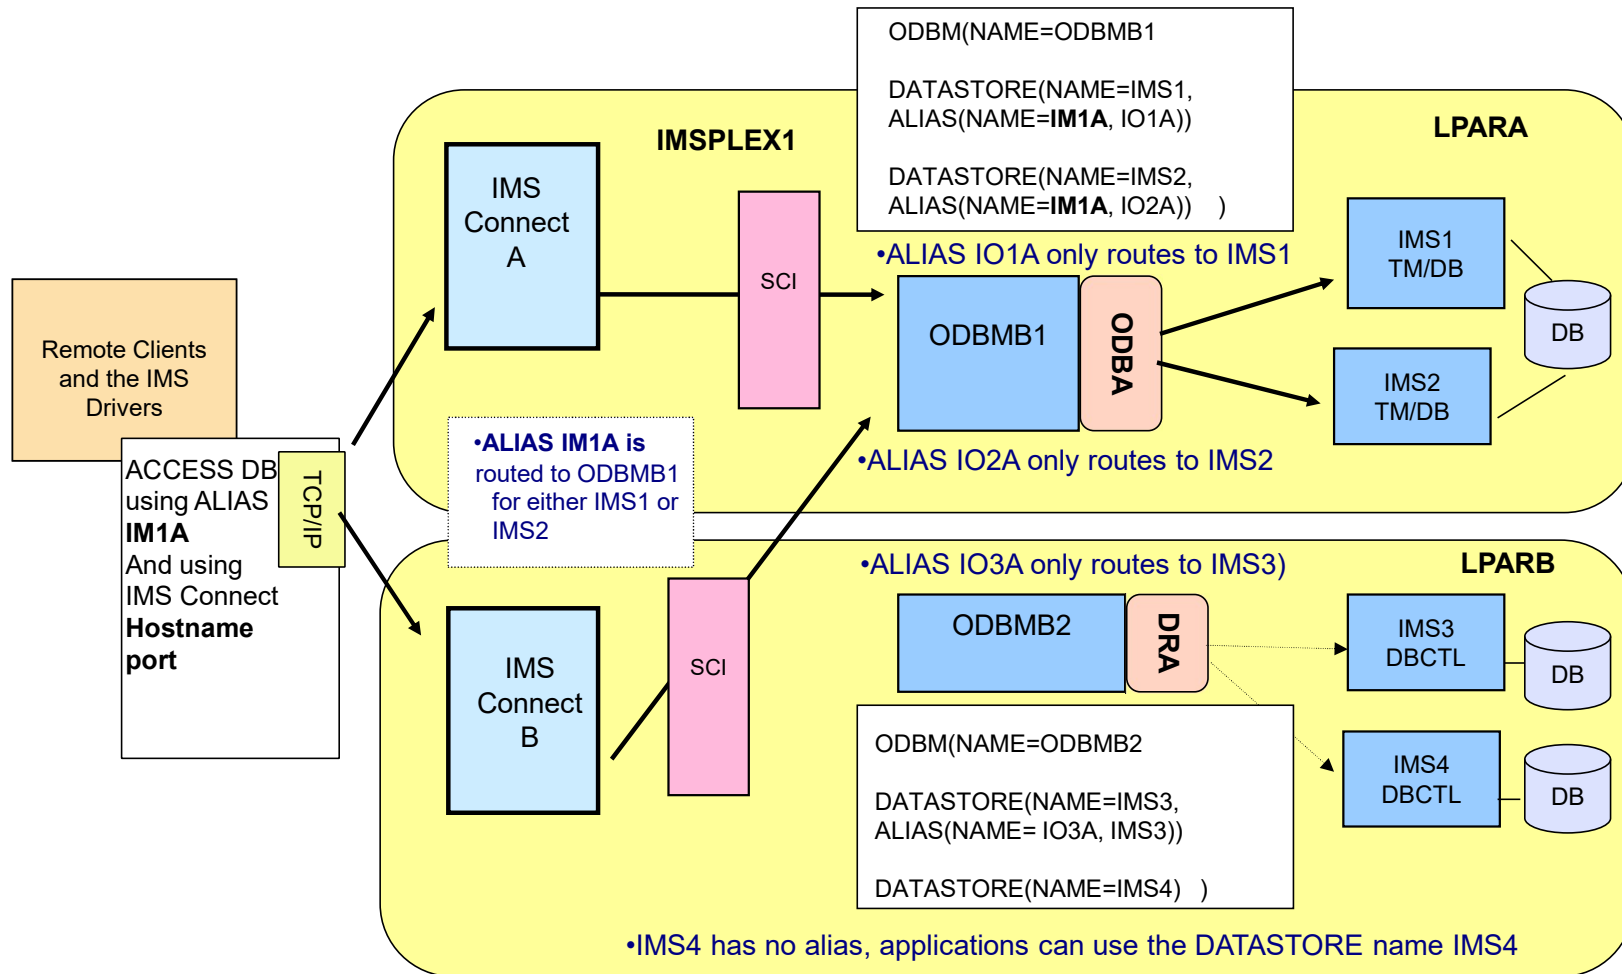 ODBM(NAME=ODBMB1
DATASTORE(NAME=IMS1,
ALIAS(NAME=IM1A, IO1A))
DATASTORE(NAME=IMS2,
ALIAS(NAME=IM1A, IO2A))    )
IMSPLEX1
LPARA
IMS
Connect
A
SCI
•ALIAS IO1A only routes to IMS1
ODBMB1
ODBA
IMS1
TM/DB
IMS2
TM/DB
DB
•ALIAS IO2A only routes to IMS2
Remote Clients
and the IMS
Drivers
ACCESS DB
using ALIAS
IM1A
And using
IMS Connect
Hostname
port
TCP/IP
•ALIAS IM1A is
routed to ODBMB1
for either IMS1 or
IMS2
•ALIAS IO3A only routes to IMS3)
LPARB
IMS
Connect
B
SCI
ODBMB2
DRA
IMS3
DBCTL
DB
IMS4
DBCTL
DB
ODBM(NAME=ODBMB2
DATASTORE(NAME=IMS3,
ALIAS(NAME= IO3A, IMS3))
DATASTORE(NAME=IMS4)   )
•IMS4 has no alias, applications can use the DATASTORE name IMS4